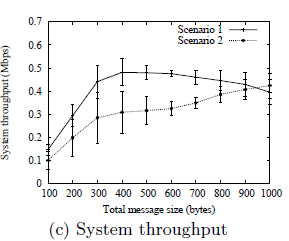 0.7
0.6
0.5
0.4
0.3
0.2
0.1
0
System throughput (Mbps)
Scenario 1
Scenario 2
100 200 300 400 500 600 700 800 900 1000
Total message size (bytes)
(c) System throughput